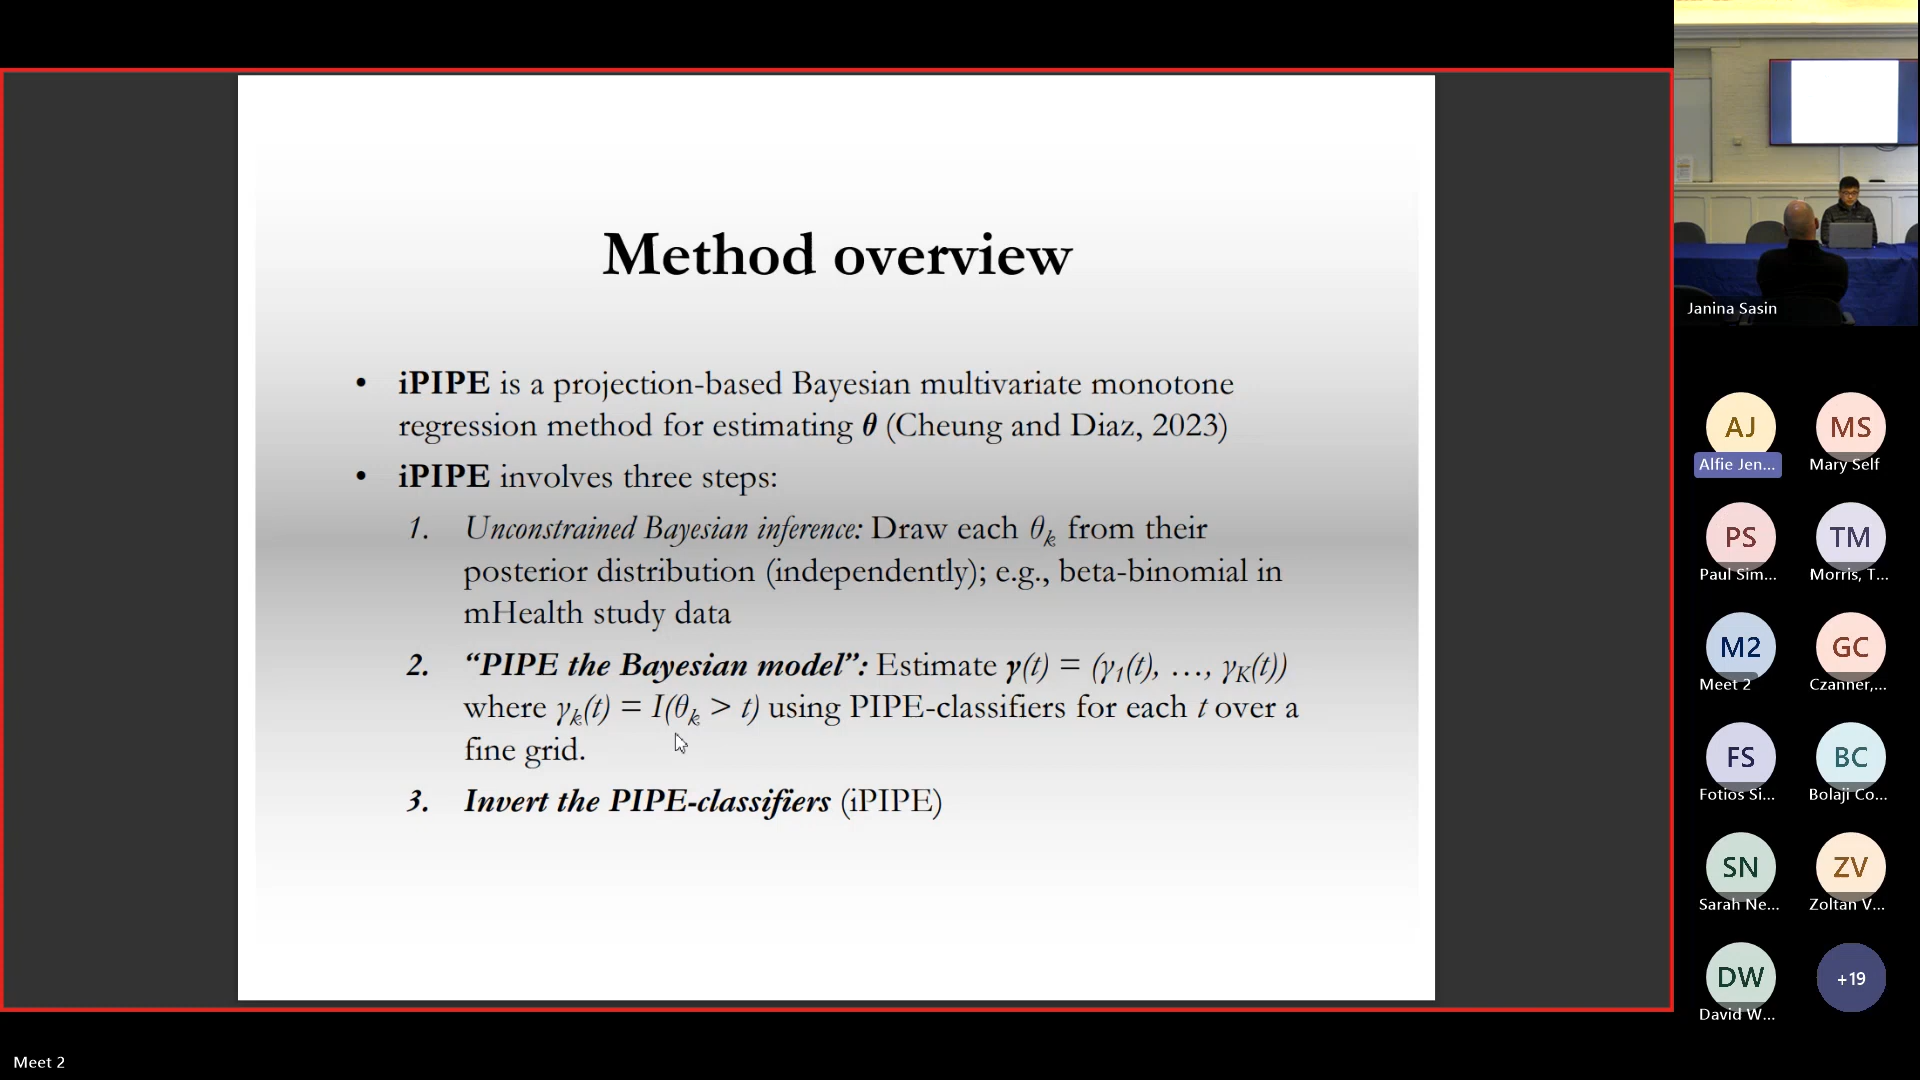 Method overview
• iPIPE is a projection-based Bayesian multivariate monotone
regression method for estimating θ (Cheung and Diaz, 2023)
• iPIPE involves three steps:
1. Unconstrained Bayesian inference: Draw each θk from their
posterior distribution (independently); e.g., beta-binomial in
mHealth study data
2. “PIPE the Bayesian model”: Estimate γ(t) = (γ1(t), …, γK(t))
where γk(t) = I(θk > t) using PIPE-classifiers for each t over a
fine grid.
3. Invert the PIPE-classifiers (iPIPE)
Janina Sasin
AJ
Alfie Jen...
MS
Mary Self
PS
Paul Sim...
TM
Morris, T...
M2
Meet 2
GC
Czanner,...
FS
Fotios Si...
BC
Bolaji Co...
SN
Sarah Ne...
ZV
Zoltan V...
DW
David W...
+19
Meet 2